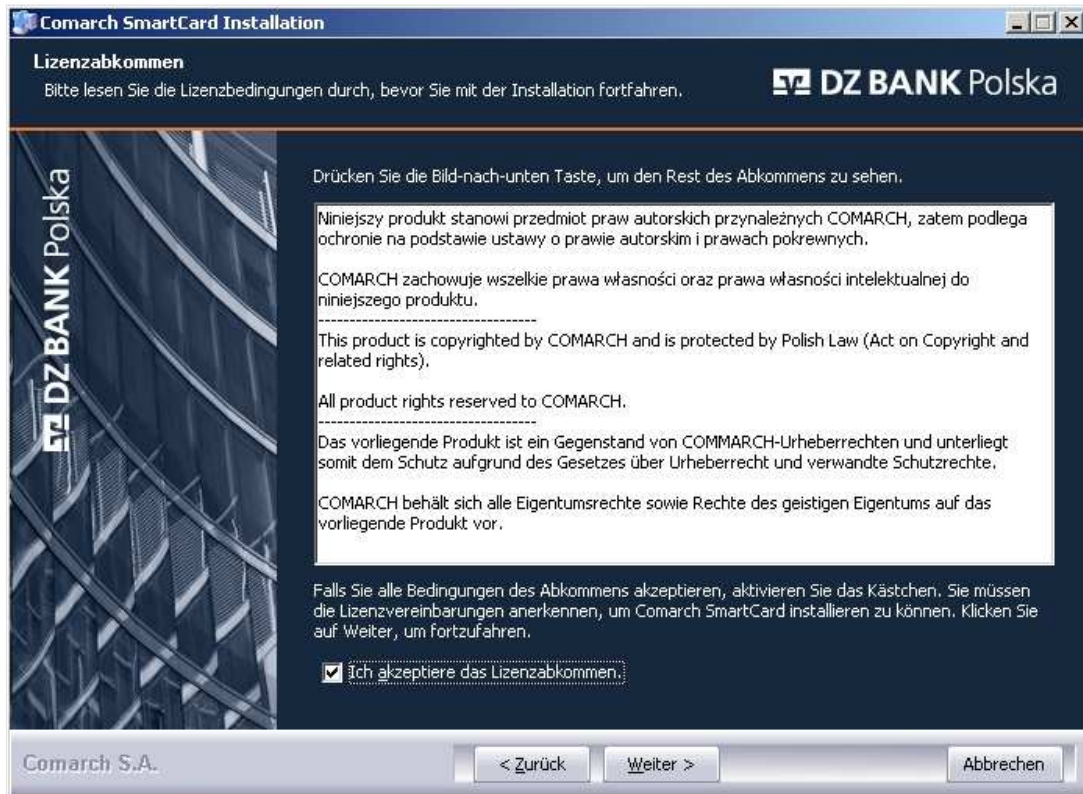 Comarch SmartCard Installation
Lizenzabkommen
Bitte lesen Sie die Lizenzbedingungen durch, bevor Sie mit der Installation fortfahren.
DZ BANK Polska
DZ BANK Polska
Drücken Sie die Bild-nach-unten Taste, um den Rest des Abkommens zu sehen.
Niniejszy produkt stanowi przedmiot praw autorskich przynależnych COMARCH, zatem podlega
ochronie na podstawie ustawy o prawie autorskim i prawach pokrewnych.
COMARCH zachowuje wszelkie prawa własności oraz prawa własności intelektualnej do
niniejszego produktu.
----------------------------------
This product is copyrighted by COMARCH and is protected by Polish Law (Act on Copyright and
related rights).
All product rights reserved to COMARCH.
----------------------------------
Das vorliegende Produkt ist ein Gegenstand von COMMARCH-Urheberrechten und unterliegt
somit dem Schutz aufgrund des Gesetzes über Urheberrecht und verwandte Schutzrechte.
COMARCH behält sich alle Eigentumsrechte sowie Rechte des geistigen Eigentums auf das
vorliegende Produkt vor.
Falls Sie alle Bedingungen des Abkommens akzeptieren, aktivieren Sie das Kästchen. Sie müssen
die Lizenzvereinbarungen anerkennen, um Comarch SmartCard installieren zu können. Klicken Sie
auf Weiter, um fortzufahren.
Ich akzeptiere das Lizenzabkommen.
Comarch S.A.
< Zurück
Weiter >
Abbrechen